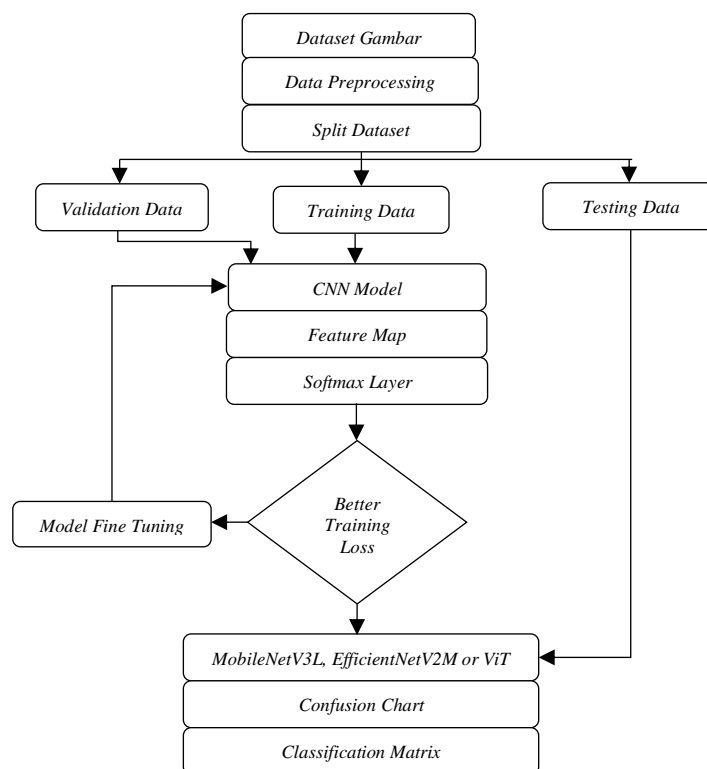 Dataset Gambar
Data Preprocessing
Split Dataset
Validation Data
Training Data
Testing Data
CNN Model
Feature Map
Softmax Layer
Better
Training
Loss
Model Fine Tuning
MobileNetV3L, EfficientNetV2M or ViT
Confusion Chart
Classification Matrix